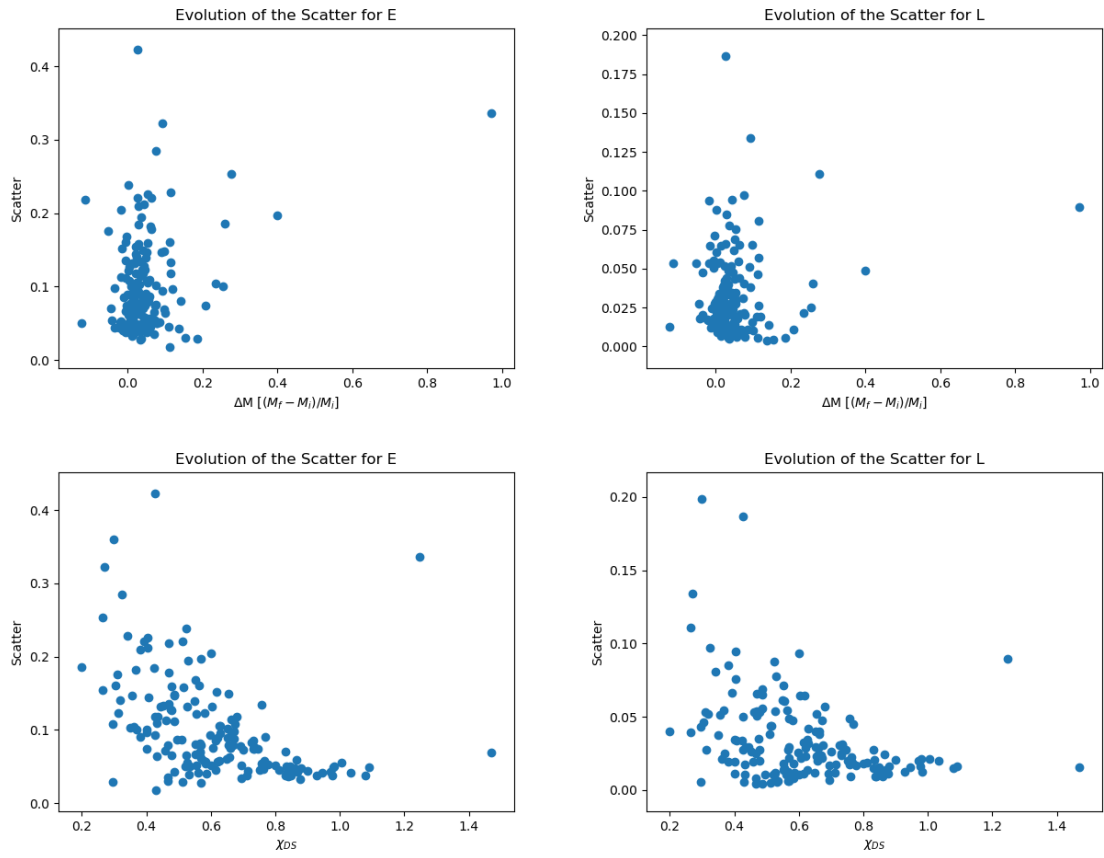 Evolution of the Scatter for E
Scatter
0.4
0.3
0.2
0.1
0.0
0.0 0.2 0.4 0.6 0.8 1.0
ΔM [(M_f − M_i)/M_i]
Evolution of the Scatter for L
Scatter
0.200
0.175
0.150
0.125
0.100
0.075
0.050
0.025
0.000
0.0 0.2 0.4 0.6 0.8 1.0
ΔM [(M_f − M_i)/M_i]
Evolution of the Scatter for E
Scatter
0.4
0.3
0.2
0.1
0.0
0.2 0.4 0.6 0.8 1.0 1.2 1.4
χ_DS
Evolution of the Scatter for L
Scatter
0.20
0.15
0.10
0.05
0.00
0.2 0.4 0.6 0.8 1.0 1.2 1.4
χ_DS